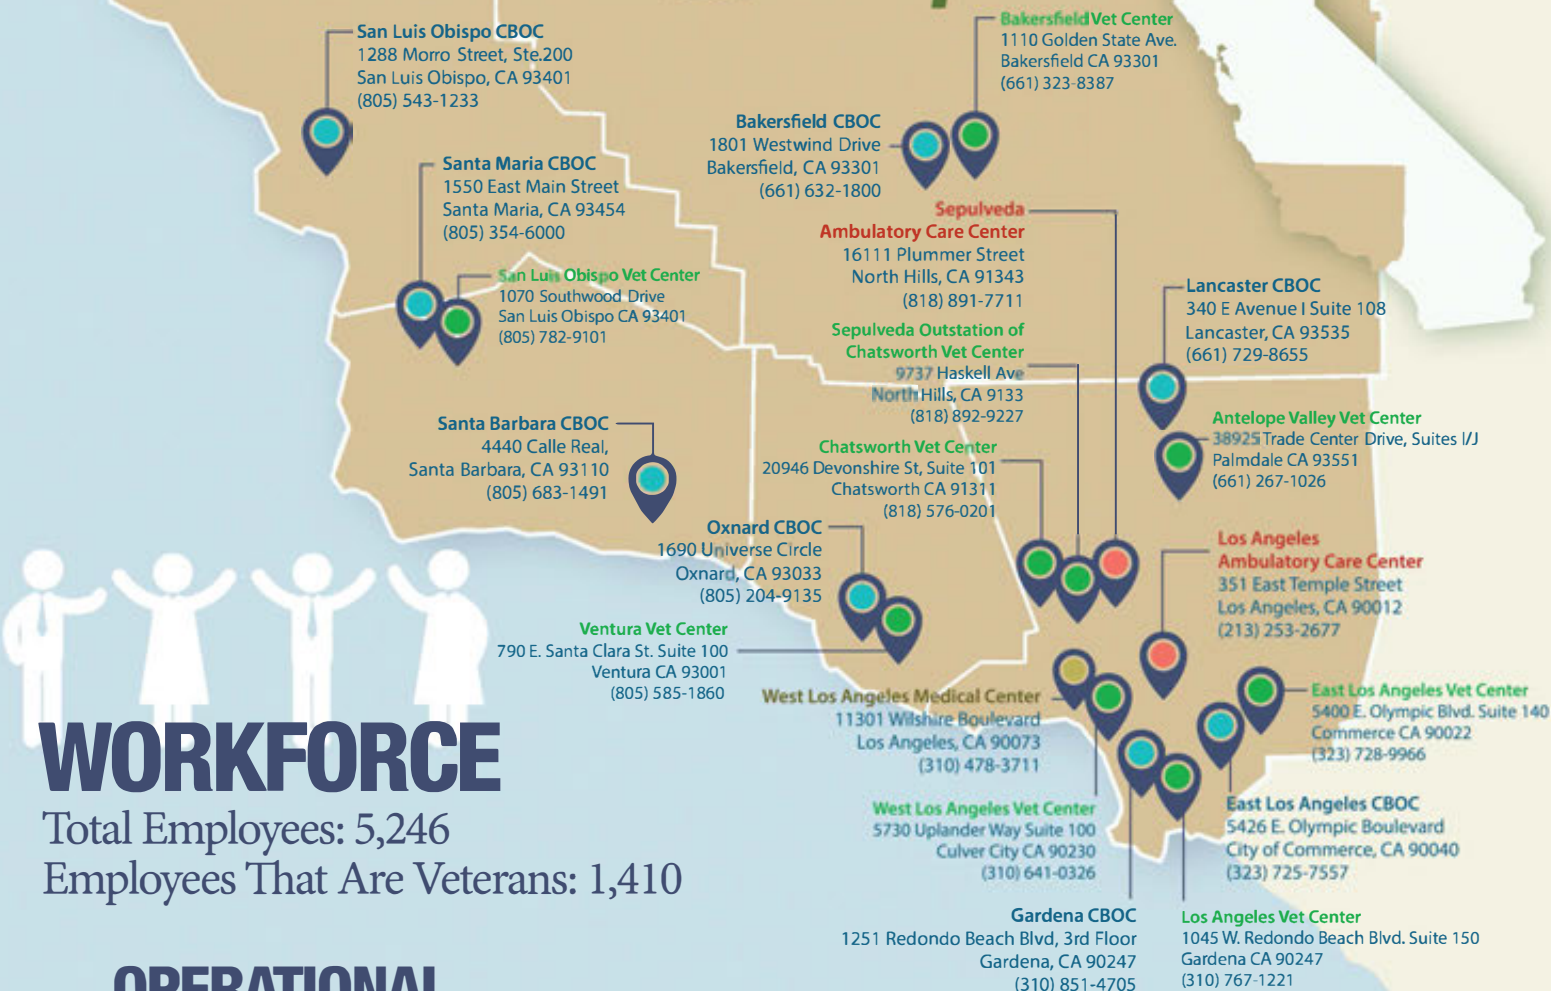 San Luis Obispo CBOC
1288 Morro Street, Ste.200
San Luis Obispo, CA 93401
(805) 543-1233
Bakersfield Vet Center
1110 Golden State Ave.
Bakersfield CA 93301
(661) 323-8387
Bakersfield CBOC
1801 Westwind Drive
Bakersfield, CA 93301
(661) 632-1800
Santa Maria CBOC
1550 East Main Street
Santa Maria, CA 93454
(805) 354-6000
Sepulveda
Ambulatory Care Center
16111 Plummer Street
North Hills, CA 91343
(818) 891-7711
San Luis Obispo Vet Center
1070 Southwood Drive
San Luis Obispo CA 93401
(805) 782-9101
Lancaster CBOC
340 E Avenue I Suite 108
Lancaster, CA 93535
(661) 729-8655
Sepulveda Outstation of
Chatsworth Vet Center
9737 Haskell Ave
North Hills, CA 9133
(818) 892-9227
Santa Barbara CBOC
4440 Calle Real,
Santa Barbara, CA 93110
(805) 683-1491
Antelope Valley Vet Center
38925 Trade Center Drive, Suites I/J
Palmdale CA 93551
(661) 267-1026
Chatsworth Vet Center
20946 Devonshire St, Suite 101
Chatsworth CA 91311
(818) 576-0201
Oxnard CBOC
1690 Universe Circle
Oxnard, CA 93033
(805) 204-9135
Los Angeles
Ambulatory Care Center
351 East Temple Street
Los Angeles, CA 90012
(213) 253-2677
Ventura Vet Center
790 E. Santa Clara St. Suite 100
Ventura CA 93001
(805) 585-1860
West Los Angeles Medical Center
11301 Wilshire Boulevard
Los Angeles, CA 90073
(310) 478-3711
East Los Angeles Vet Center
5400 E. Olympic Blvd. Suite 140
Commerce CA 90022
(323) 728-9966
West Los Angeles Vet Center
5730 Uplander Way Suite 100
Culver City CA 90230
(310) 641-0326
East Los Angeles CBOC
5426 E. Olympic Boulevard
City of Commerce, CA 90040
(323) 725-7557
Gardena CBOC
1251 Redondo Beach Blvd, 3rd Floor
Gardena, CA 90247
(310) 851-4705
Los Angeles Vet Center
1045 W. Redondo Beach Blvd. Suite 150
Gardena CA 90247
(310) 767-1221
WORKFORCE
Total Employees: 5,246
Employees That Are Veterans: 1,410
OPERATIONAL